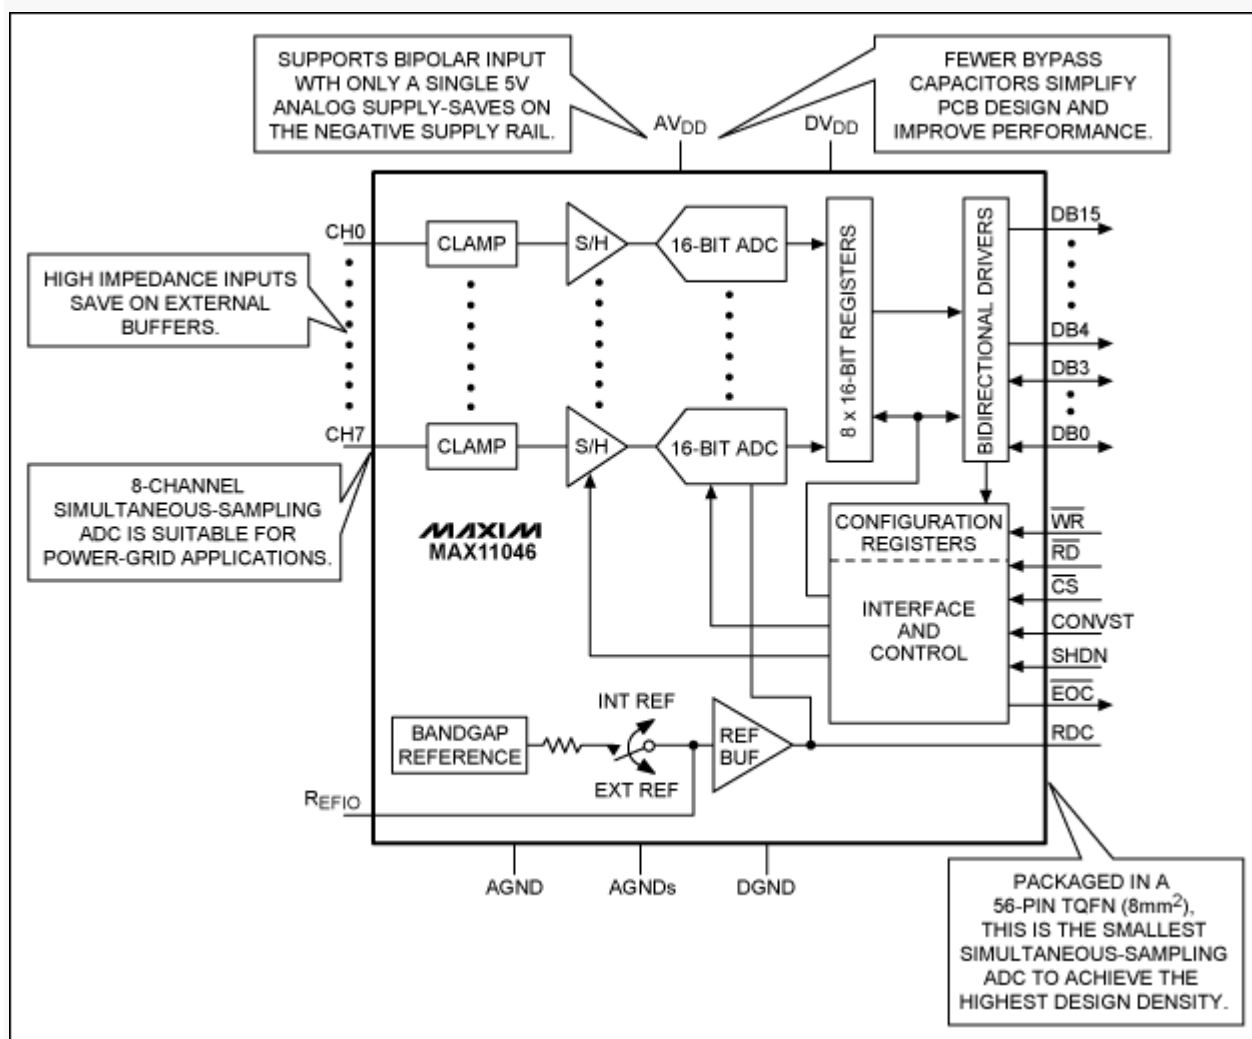 SUPPORTS BIPOLAR INPUT
WTH ONLY A SINGLE 5V
ANALOG SUPPLY-SAVES ON
THE NEGATIVE SUPPLY RAIL.
FEWER BYPASS
CAPACITORS SIMPLIFY
PCB DESIGN AND
IMPROVE PERFORMANCE.
AVDD
DVDD
CH0
CLAMP
S/H
16-BIT ADC
8 x 16-BIT REGISTERS
BIDIRECTIONAL DRIVERS
DB15
HIGH IMPEDANCE INPUTS
SAVE ON EXTERNAL
BUFFERS.
DB4
DB3
DB0
CH7
CLAMP
S/H
16-BIT ADC
8-CHANNEL
SIMULTANEOUS-SAMPLING
ADC IS SUITABLE FOR
POWER-GRID APPLICATIONS.
MAXIM
MAX11046
CONFIGURATION
REGISTERS
INTERFACE
AND
CONTROL
WR
RD
CS
CONVST
SHDN
EOC
RDC
BANDGAP
REFERENCE
INT REF
EXT REF
REF
BUF
REFIO
AGND
AGNDs
DGND
PACKAGED IN A
56-PIN TQFN (8mm²),
THIS IS THE SMALLEST
SIMULTANEOUS-SAMPLING
ADC TO ACHIEVE THE
HIGHEST DESIGN DENSITY.